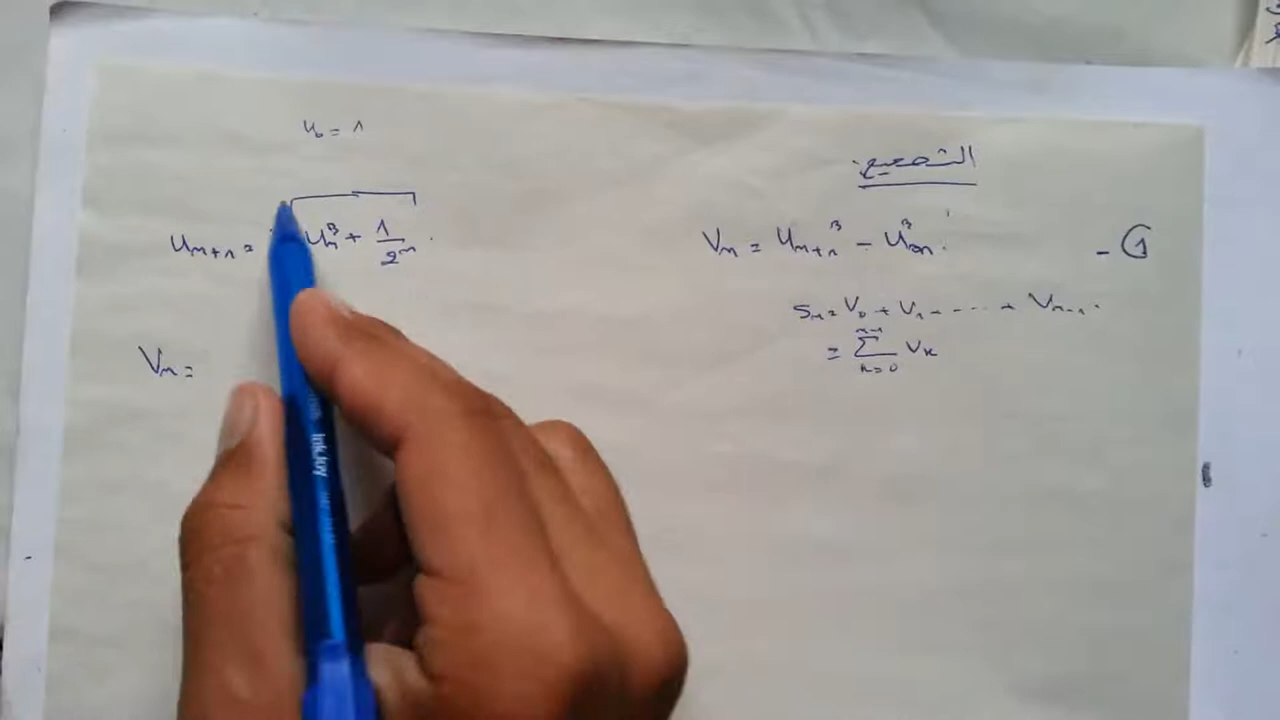 u₀ = 1
التصحيح:
uₙ₊₁ = √uₙ³ + 1/2ⁿ .
Vₙ = uₙ₊₁³ - uₙ³ .
- 1
Sₙ = V₀ + V₁ + ---- + Vₙ₋₁ .
= Σ_{k=0}^{n-1} Vₖ
Vₙ =
inkJoy